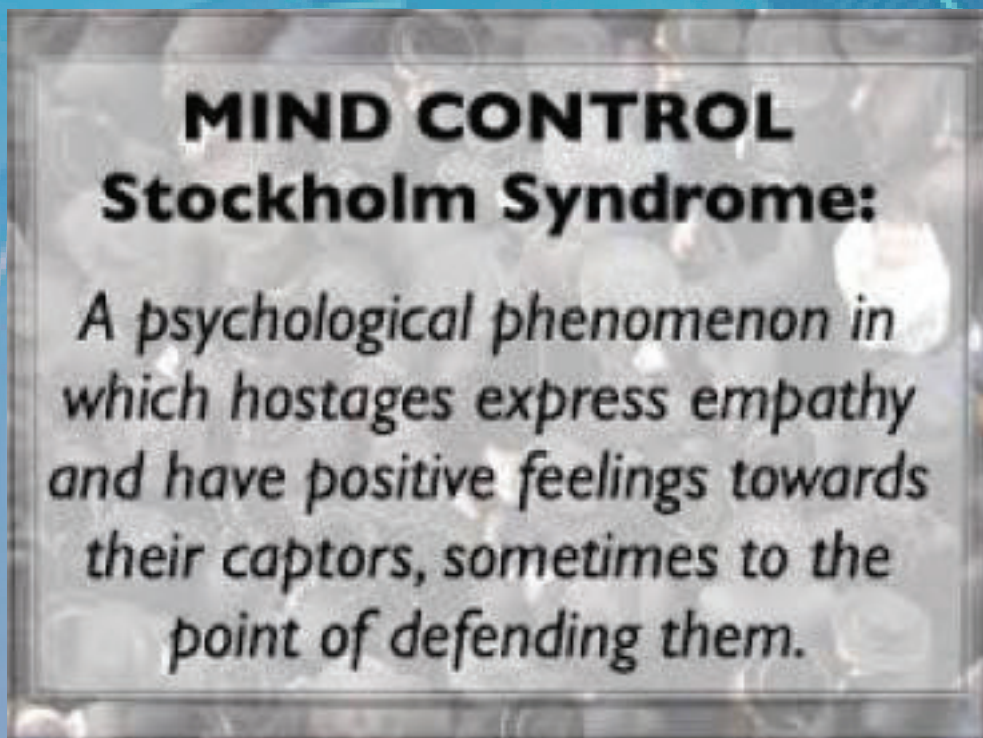 MIND CONTROL
Stockholm Syndrome:
A psychological phenomenon in
which hostages express empathy
and have positive feelings towards
their captors, sometimes to the
point of defending them.